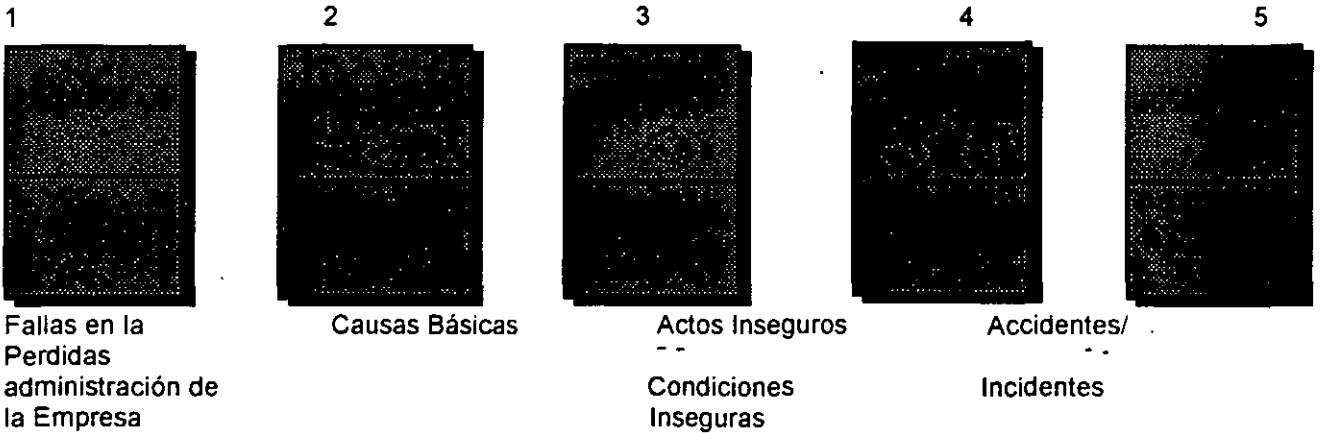 1 2 3 4 5
Fallas en la Causas Básicas Actos Inseguros Accidentes/
Perdidas
administración de Condiciones Incidentes
la Empresa Inseguras